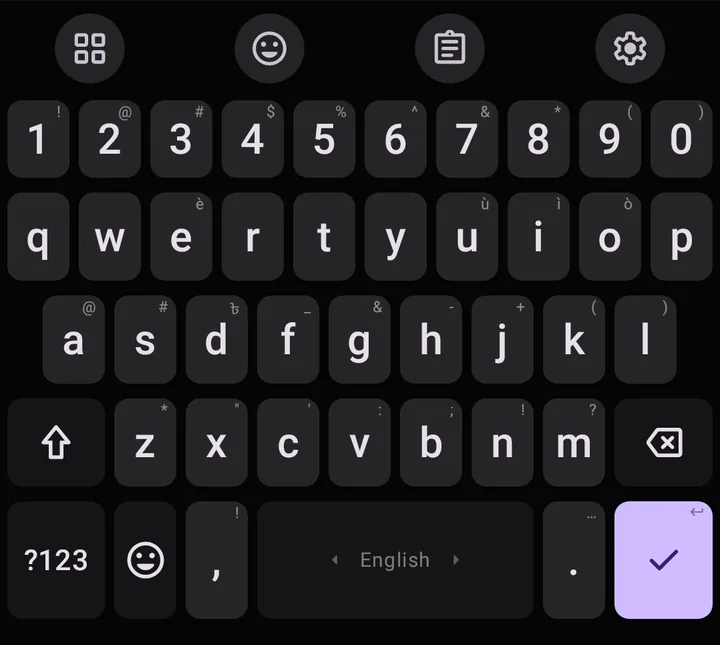 ! @ # $ % ^ & * ( )
1 2 3 4 5 6 7 8 9 0
è ù ì ò
q w e r t y u i o p
@ # _ & - + ( )
a s d f g h j k l
* " ' : ; ! ?
z x c v b n m
! …
?123 , English .